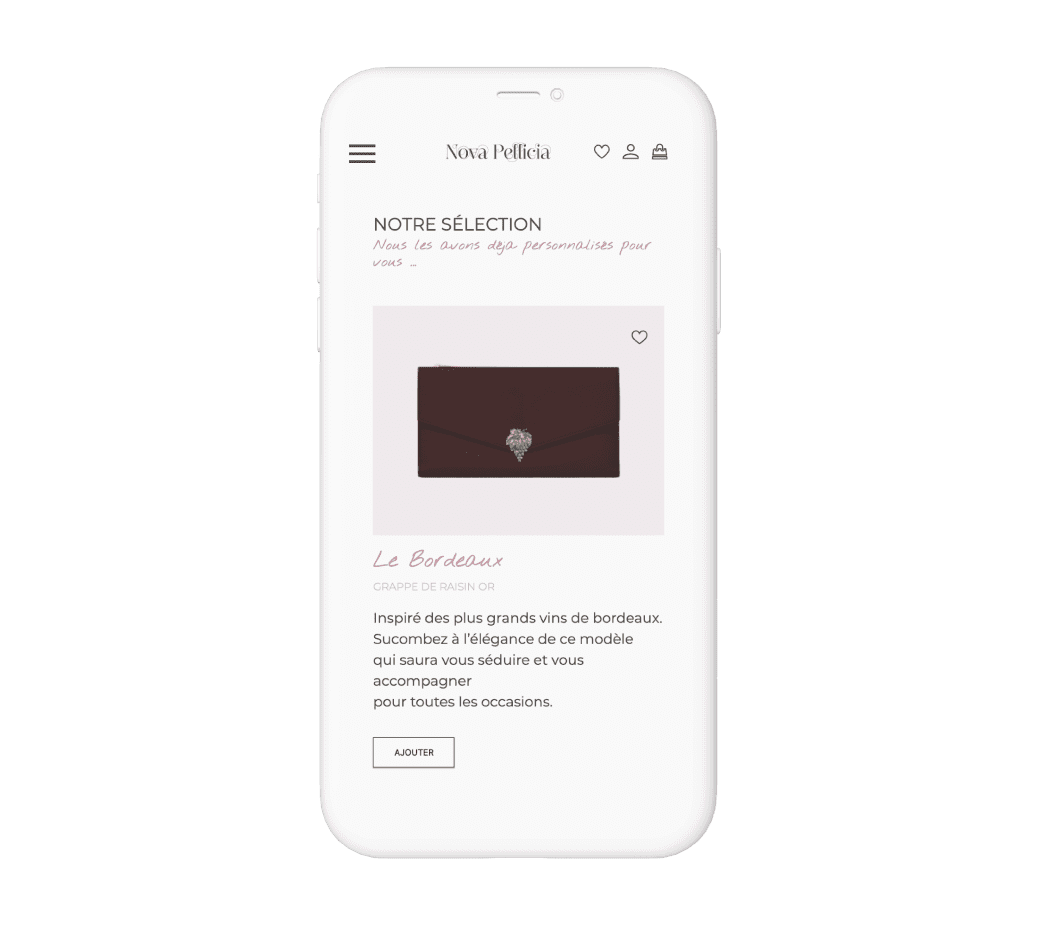 Nova Pellicia
NOTRE SÉLECTION
Nous les avons déja personnalisés pour
vous ...
Le Bordeaux
GRAPPE DE RAISIN OR
Inspiré des plus grands vins de bordeaux.
Sucombez à l'élégance de ce modèle
qui saura vous séduire et vous
accompagner
pour toutes les occasions.
AJOUTER